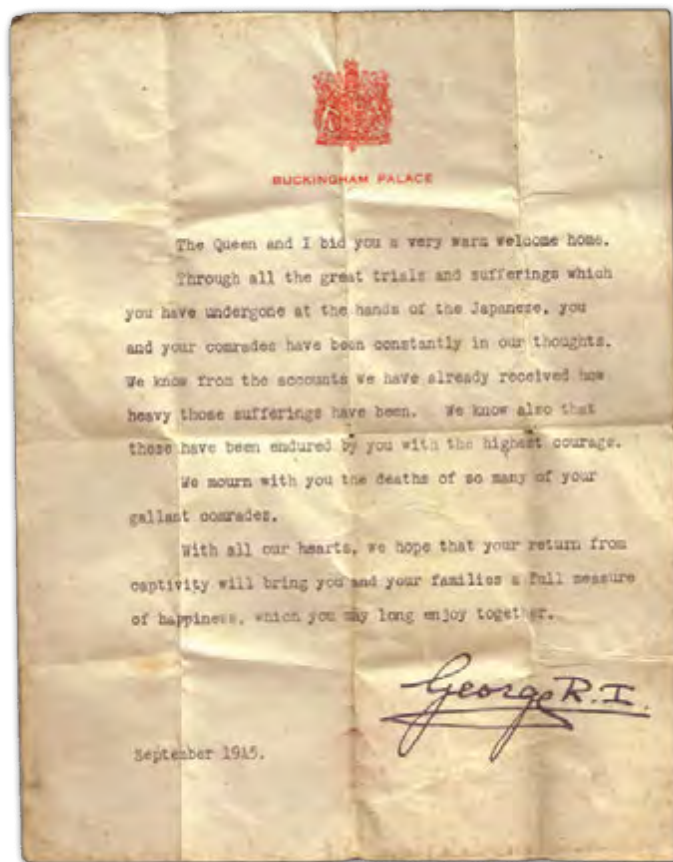 BUCKINGHAM PALACE
The Queen and I bid you a very warm welcome home.
Through all the great trials and sufferings which
you have undergone at the hands of the Japanese, you
and your comrades have been constantly in our thoughts.
We know from the accounts we have already received how
heavy those sufferings have been. We know also that
these have been endured by you with the highest courage.
We mourn with you the deaths of so many of your
gallant comrades.
With all our hearts, we hope that your return from
captivity will bring you and your families a full measure
of happiness, which you may long enjoy together.
George R.I.
September 1945.